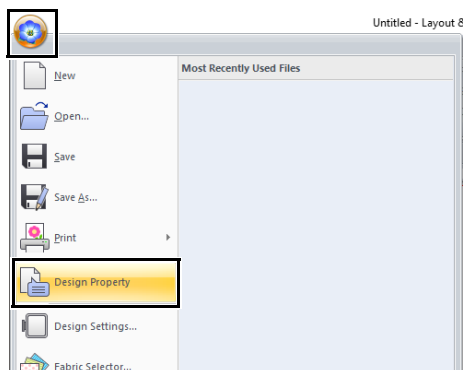 Untitled - Layout &
Most Recently Used Files
New
Open...
Save
Save As...
Print
Design Property
Design Settings...
Fabric Selector...